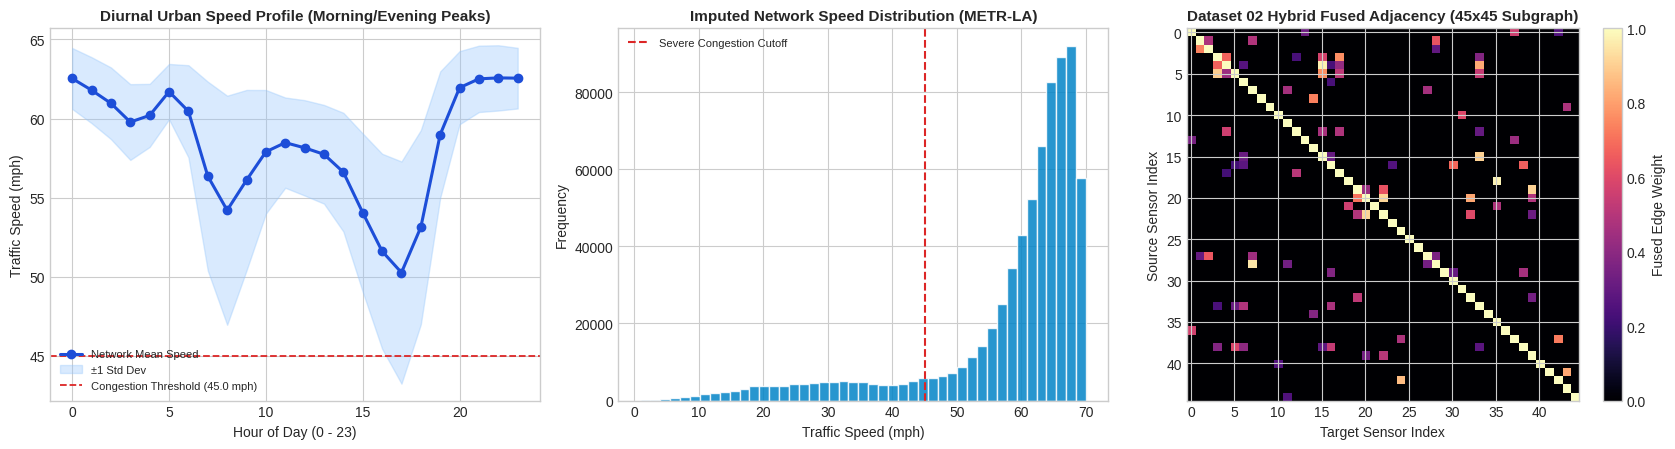 Diurnal Urban Speed Profile (Morning/Evening Peaks)
Traffic Speed (mph)
65
60
55
50
45
Network Mean Speed
±1 Std Dev
Congestion Threshold (45.0 mph)
0 5 10 15 20
Hour of Day (0 - 23)
Imputed Network Speed Distribution (METR-LA)
Severe Congestion Cutoff
Frequency
80000
60000
40000
20000
0
0 10 20 30 40 50 60 70
Traffic Speed (mph)
Dataset 02 Hybrid Fused Adjacency (45x45 Subgraph)
Source Sensor Index
0
5
10
15
20
25
30
35
40
0 5 10 15 20 25 30 35 40
Target Sensor Index
1.0
0.8
0.6
0.4
0.2
0.0
Fused Edge Weight